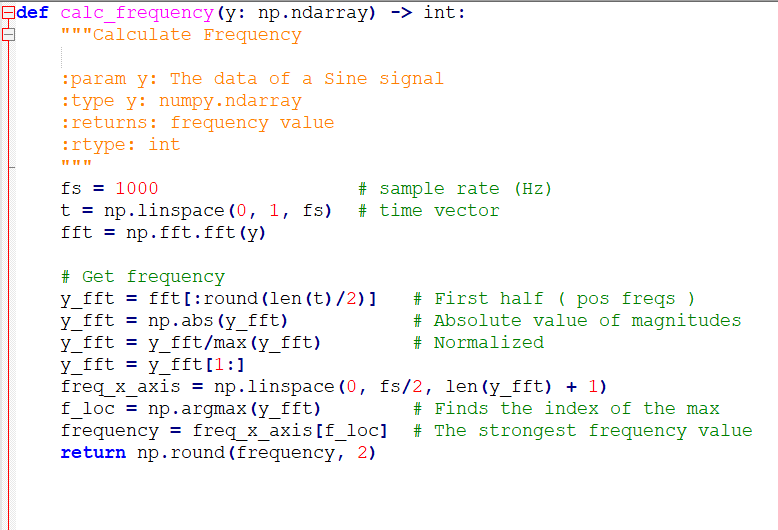 def calc_frequency(y: np.ndarray) -> int:
    """Calculate Frequency

    :param y: The data of a Sine signal
    :type y: numpy.ndarray
    :returns: frequency value
    :rtype: int
    """
    fs = 1000                  # sample rate (Hz)
    t = np.linspace(0, 1, fs)  # time vector
    fft = np.fft.fft(y)

    # Get frequency
    y_fft = fft[:round(len(t)/2)]   # First half ( pos freqs )
    y_fft = np.abs(y_fft)           # Absolute value of magnitudes
    y_fft = y_fft/max(y_fft)        # Normalized
    y_fft = y_fft[1:]
    freq_x_axis = np.linspace(0, fs/2, len(y_fft) + 1)
    f_loc = np.argmax(y_fft)        # Finds the index of the max
    frequency = freq_x_axis[f_loc]  # The strongest frequency value
    return np.round(frequency, 2)